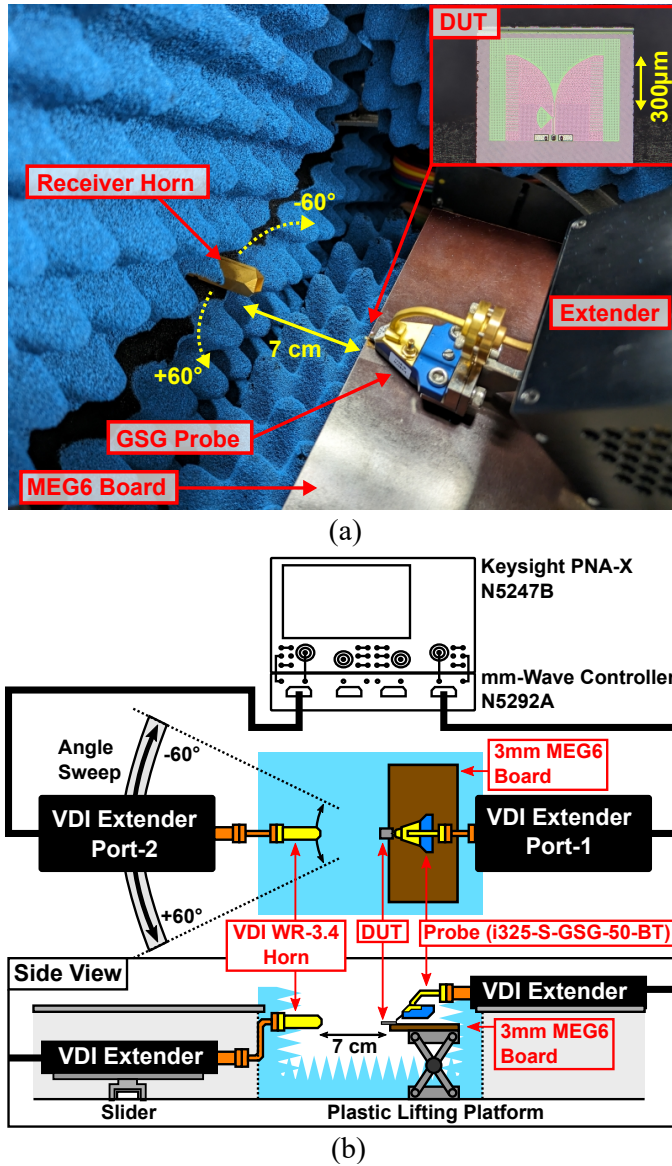 DUT
300µm
Receiver Horn
-60°
+60°
7 cm
Extender
GSG Probe
MEG6 Board
(a)
Keysight PNA-X
N5247B
mm-Wave Controller
N5292A
Angle
Sweep
-60°
3mm MEG6
Board
VDI Extender
Port-2
VDI Extender
Port-1
+60°
VDI WR-3.4
Horn
DUT
Probe (i325-S-GSG-50-BT)
Side View
VDI Extender
7 cm
3mm MEG6
Board
VDI Extender
Slider
Plastic Lifting Platform
(b)